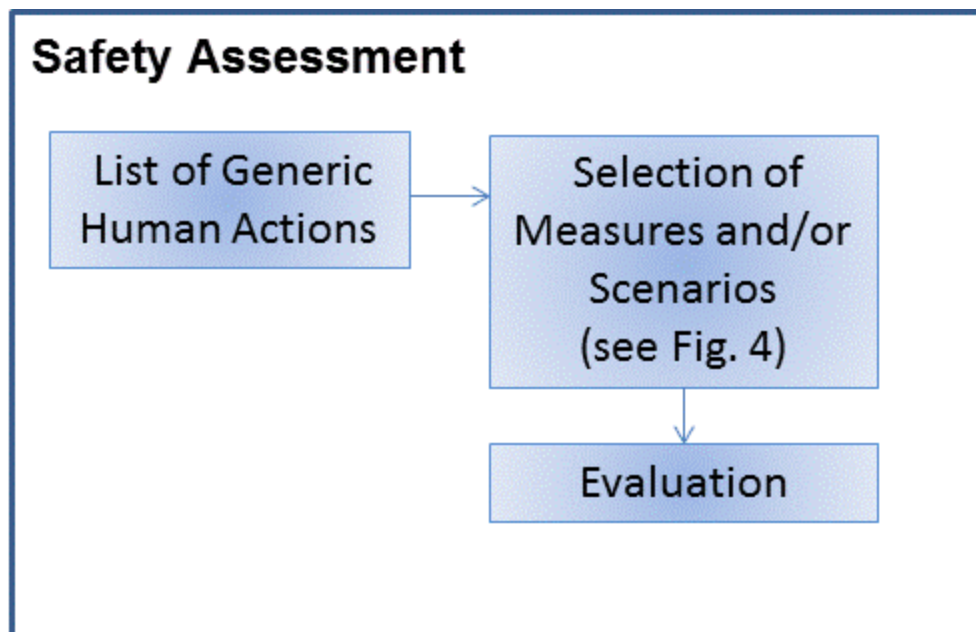 Safety Assessment
List of Generic
Human Actions
Selection of
Measures and/or
Scenarios
(see Fig. 4)
Evaluation